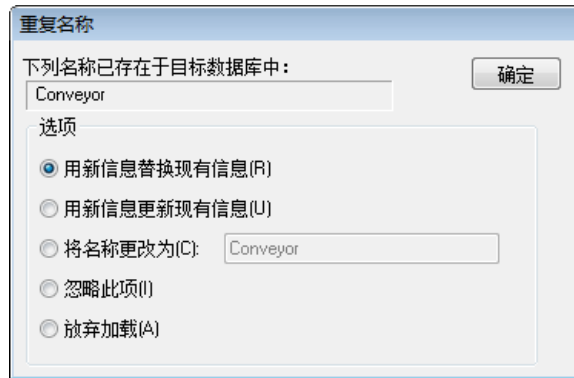 重复名称
下列名称已存在于目标数据库中：
确定
Conveyor
选项
用新信息替换现有信息(R)
用新信息更新现有信息(U)
将名称更改为(C): Conveyor
忽略此项(I)
放弃加载(A)